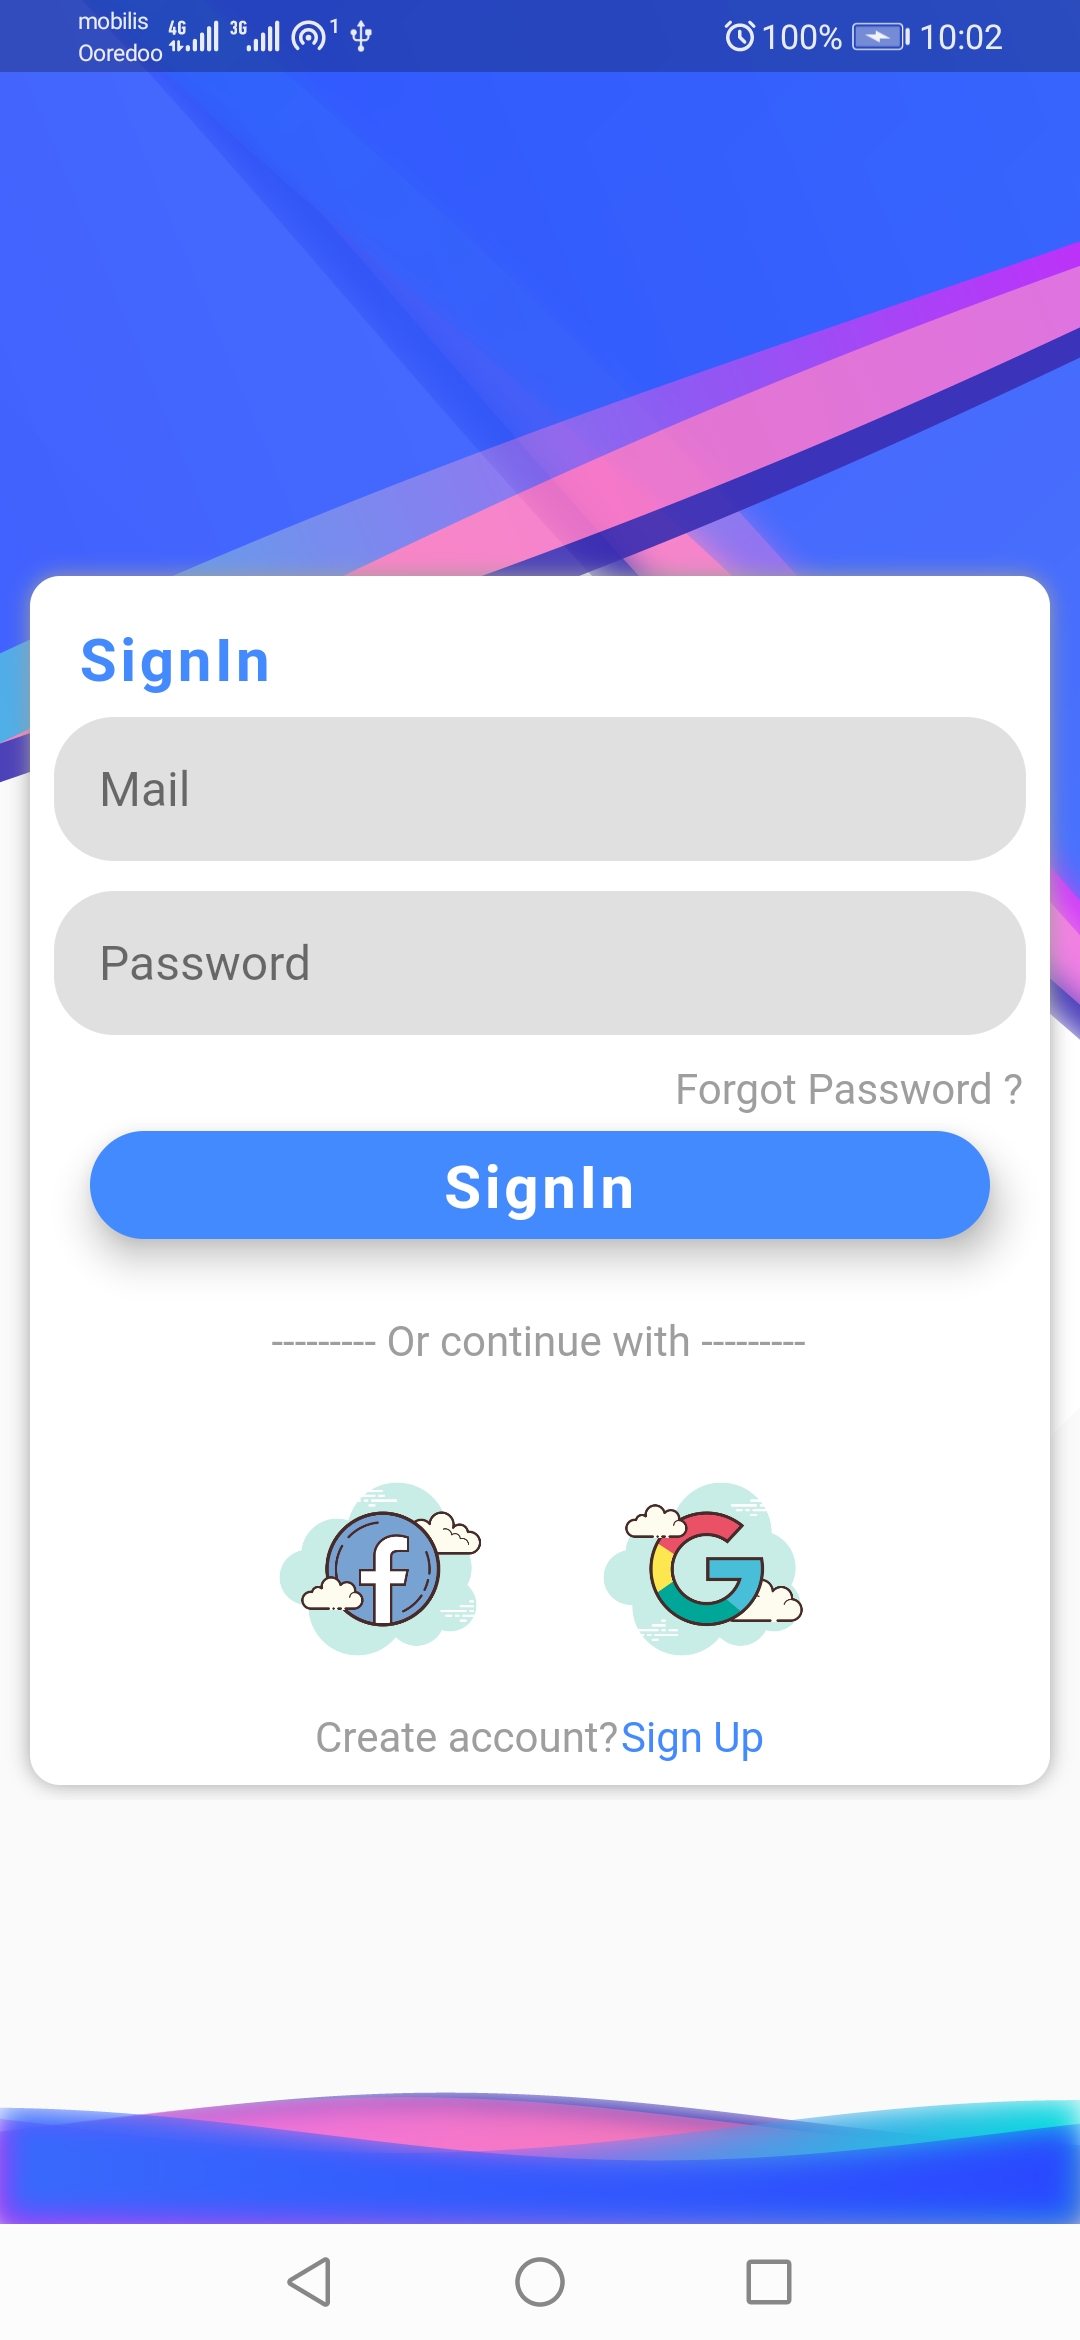 mobilis
Ooredoo 4G 3G 1 100% 10:02
SignIn
Mail
Password
Forgot Password ?
SignIn
--------- Or continue with ---------
Create account?Sign Up